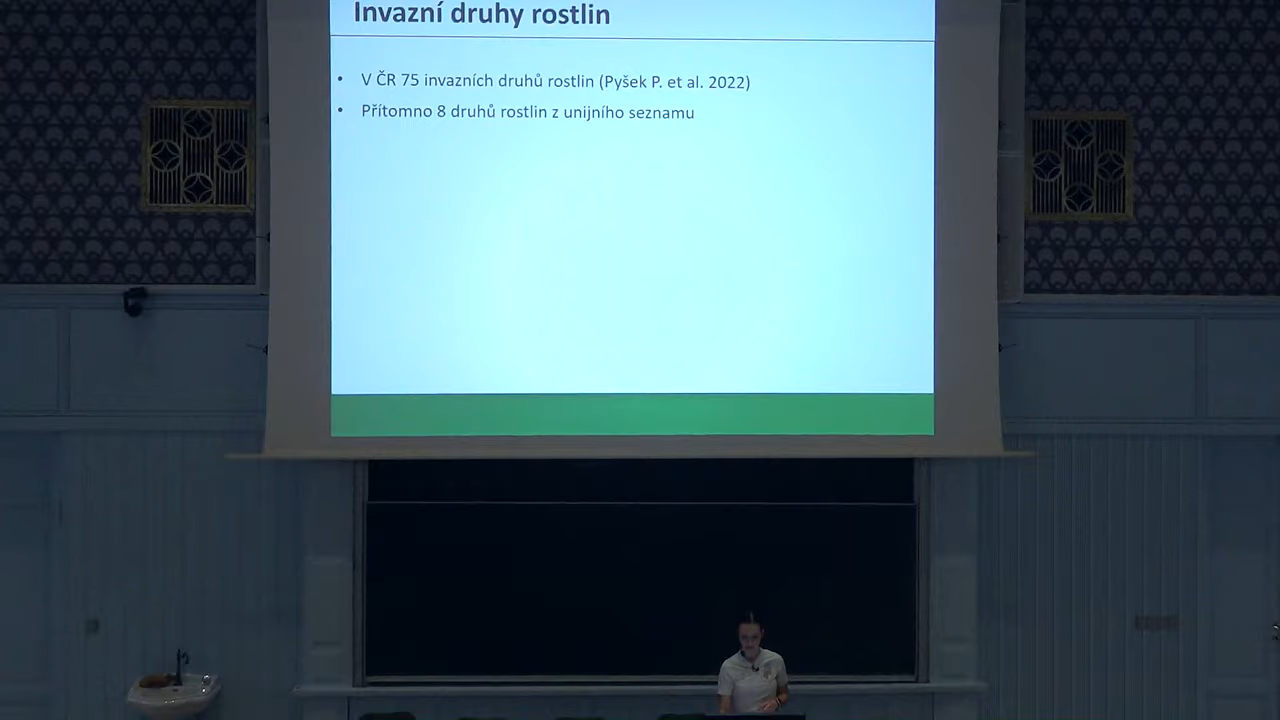 Invazní druhy rostlin
• V ČR 75 invazních druhů rostlin (Pyšek P. et al. 2022)
• Přítomno 8 druhů rostlin z unijního seznamu